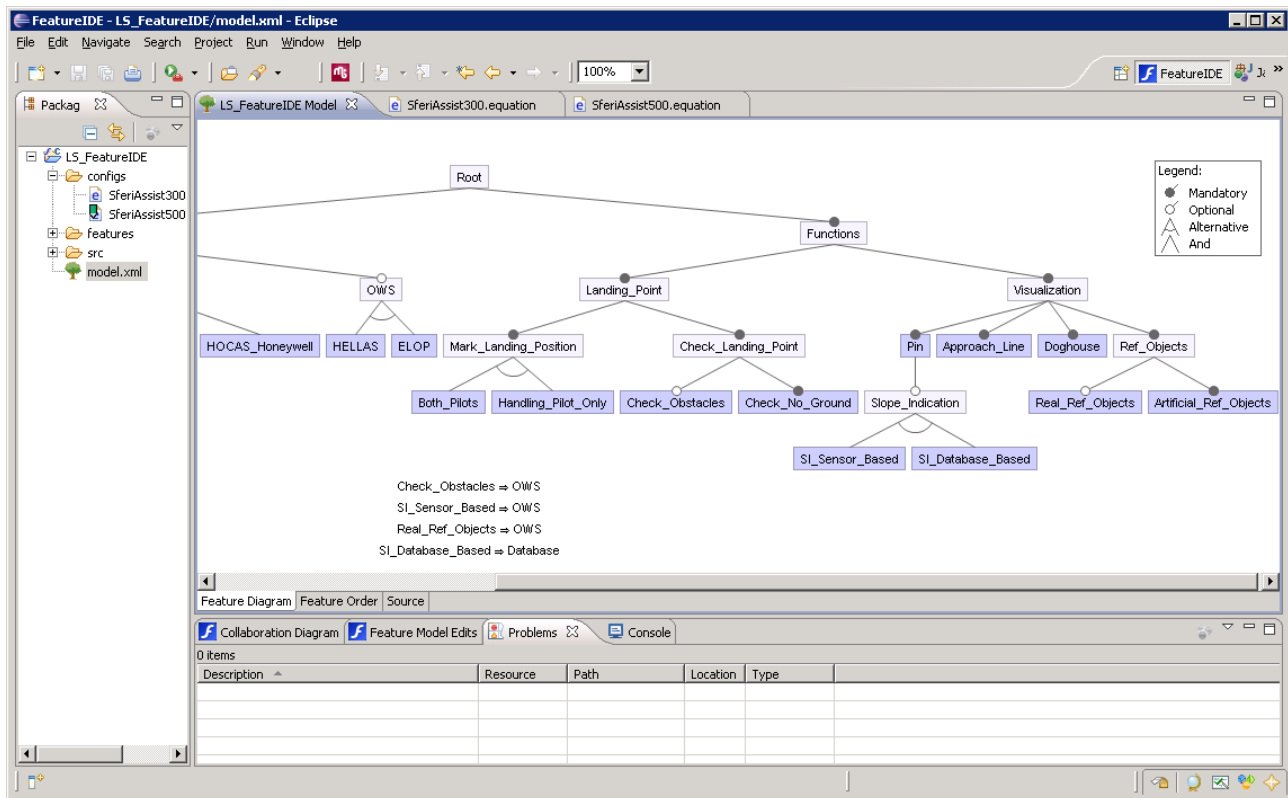 FeatureIDE - LS_FeatureIDE/model.xml - Eclipse
File Edit Navigate Search Project Run Window Help
100%
FeatureIDE
Packag
LS_FeatureIDE Model
SferiAssist300.equation
SferiAssist500.equation
LS_FeatureIDE
configs
SferiAssist300
SferiAssist500
features
src
model.xml
Root
Legend:
Mandatory
Optional
Alternative
And
Functions
OWS
Landing_Point
Visualization
HOCAS_Honeywell
HELLAS
ELOP
Mark_Landing_Position
Check_Landing_Point
Pin
Approach_Line
Doghouse
Ref_Objects
Both_Pilots
Handling_Pilot_Only
Check_Obstacles
Check_No_Ground
Slope_Indication
Real_Ref_Objects
Artificial_Ref_Objects
SI_Sensor_Based
SI_Database_Based
Check_Obstacles ⇒ OWS
SI_Sensor_Based ⇒ OWS
Real_Ref_Objects ⇒ OWS
SI_Database_Based ⇒ Database
Feature Diagram
Feature Order
Source
Collaboration Diagram
Feature Model Edits
Problems
Console
0 items
Description
Resource
Path
Location
Type